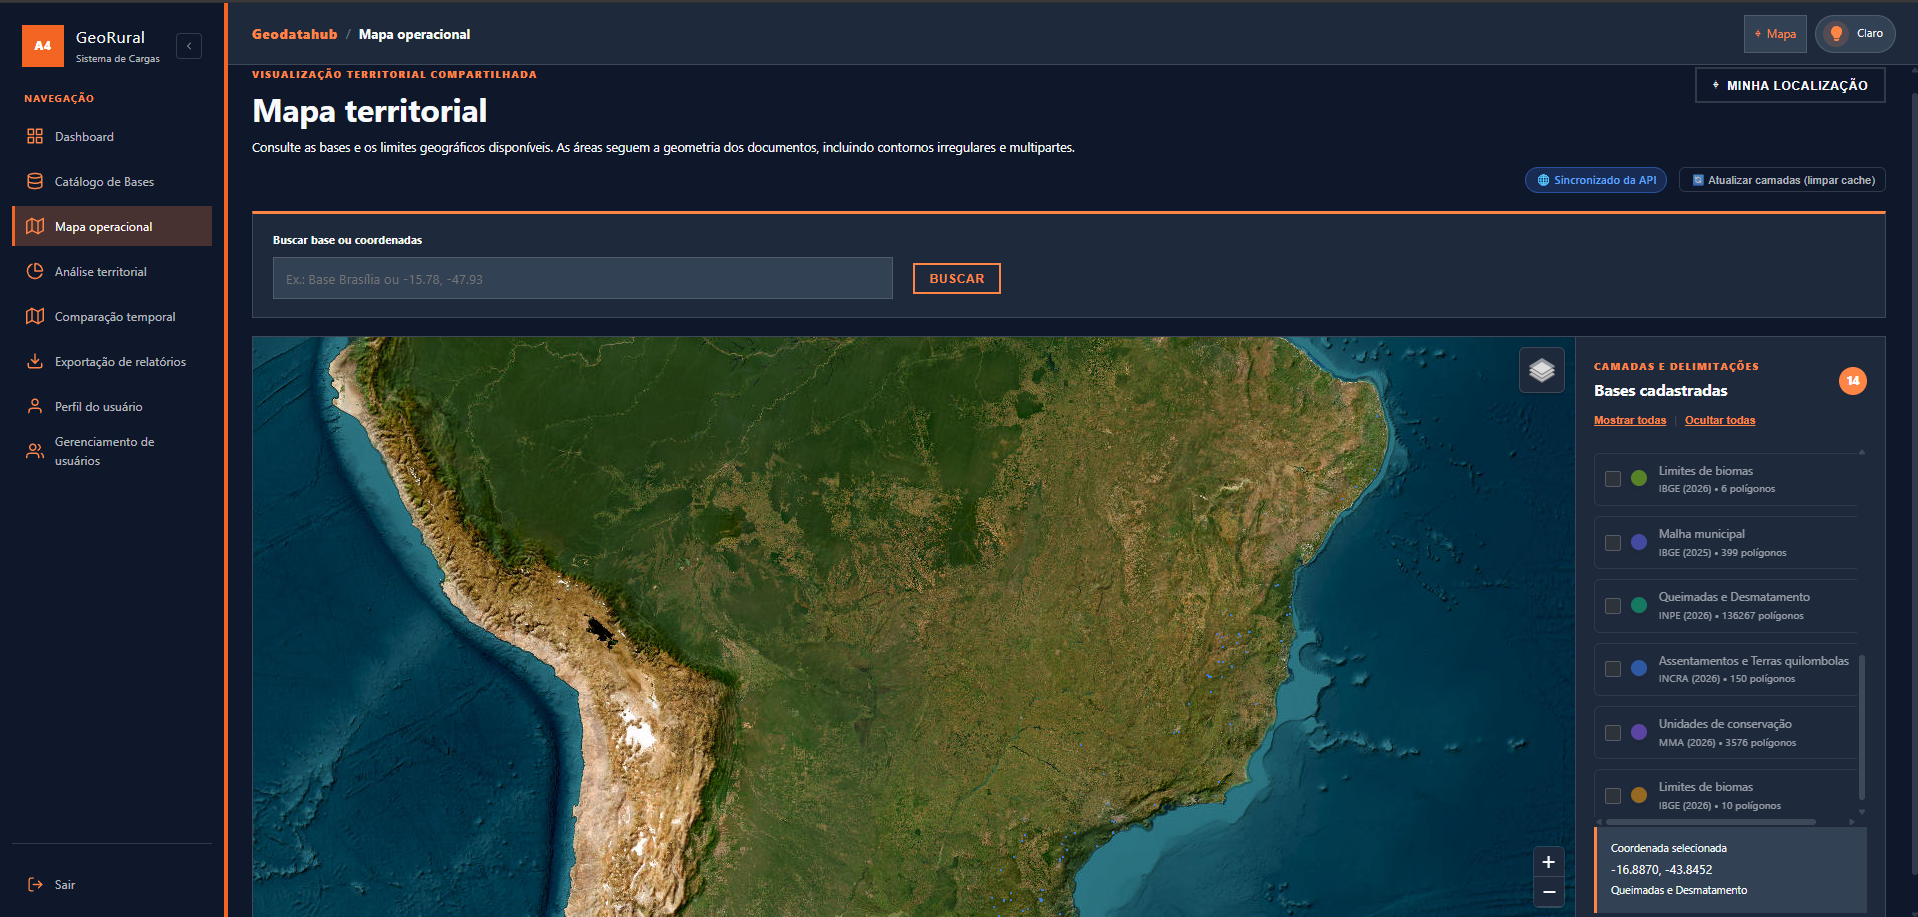 A4
GeoRural
Sistema de Cargas
NAVEGAÇÃO
Dashboard
Catálogo de Bases
Mapa operacional
Análise territorial
Comparação temporal
Exportação de relatórios
Perfil do usuário
Gerenciamento de
usuários
Sair
Geodatahub / Mapa operacional
Mapa
Claro
VISUALIZAÇÃO TERRITORIAL COMPARTILHADA
Mapa territorial
Consulte as bases e os limites geográficos disponíveis. As áreas seguem a geometria dos documentos, incluindo contornos irregulares e multipartes.
MINHA LOCALIZAÇÃO
Sincronizado da API
Atualizar camadas (limpar cache)
Buscar base ou coordenadas
Ex.: Base Brasília ou -15.78, -47.93
BUSCAR
+
−
CAMADAS E DELIMITAÇÕES
Bases cadastradas
14
Mostrar todas | Ocultar todas
Limites de biomas
IBGE (2026) • 6 polígonos
Malha municipal
IBGE (2025) • 399 polígonos
Queimadas e Desmatamento
INPE (2026) • 136267 polígonos
Assentamentos e Terras quilombolas
INCRA (2026) • 150 polígonos
Unidades de conservação
MMA (2026) • 3576 polígonos
Limites de biomas
IBGE (2026) • 10 polígonos
Coordenada selecionada
-16.8870, -43.8452
Queimadas e Desmatamento